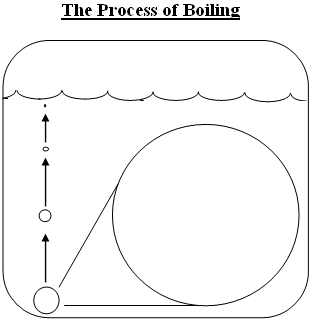 The Process of Boiling